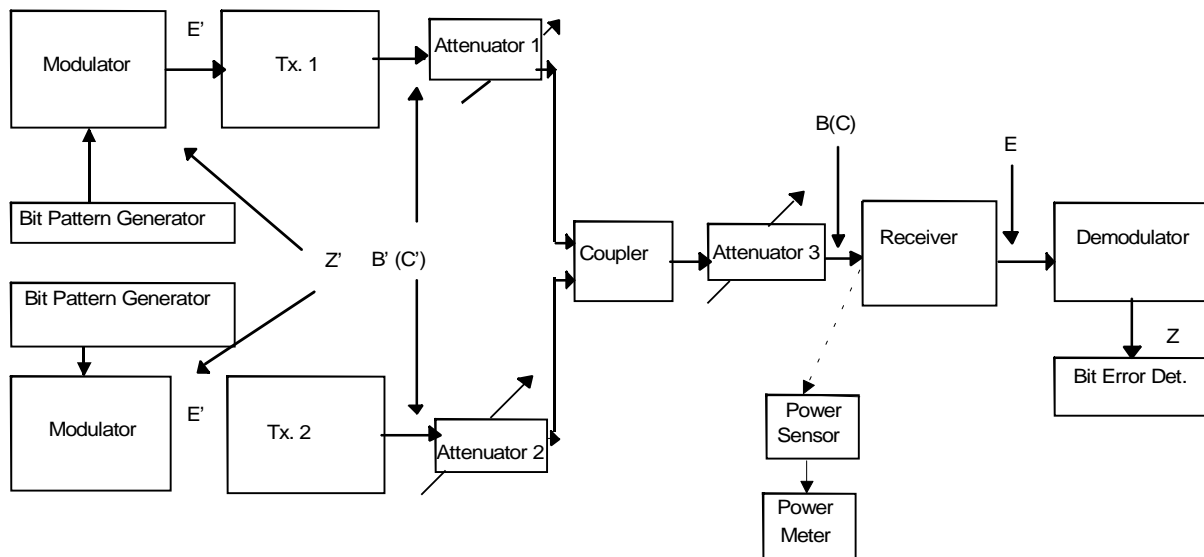 E’
Modulator
Tx. 1
Attenuator 1
Bit Pattern Generator
Z’
B’ (C’)
B(C)
E
Coupler
Attenuator 3
Receiver
Demodulator
Bit Pattern Generator
Z
Bit Error Det.
Modulator
E’
Tx. 2
Attenuator 2
Power
Sensor
Power
Meter